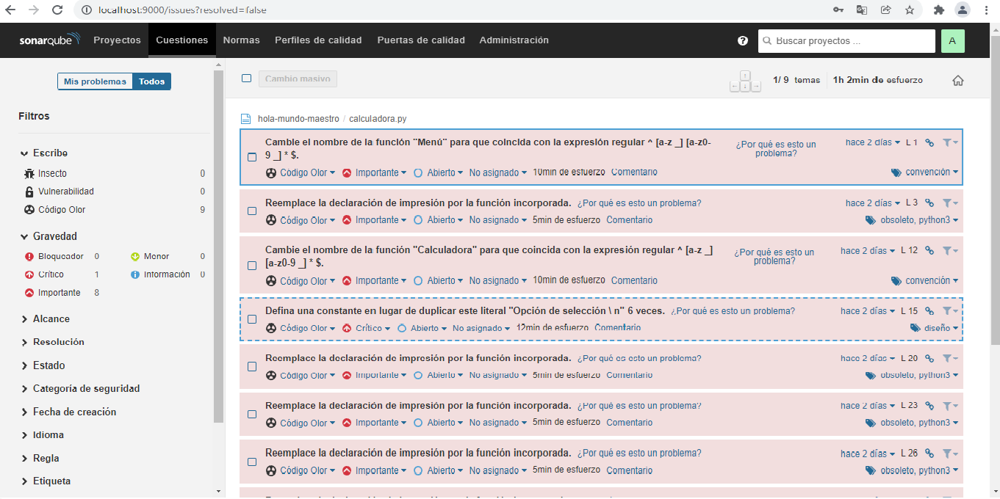 localhost:9000/issues?resolved=false
sonarqube Proyectos Cuestiones Normas Perfiles de calidad Puertas de calidad Administración ? Buscar proyectos ... A
Mis problemas Todos
Cambio masivo
1/ 9 temas 1h 2min de esfuerzo
Filtros
Escribe
Insecto 0
Vulnerabilidad 0
Código Olor 9
Gravedad
Bloqueador 0 Menor 0
Crítico 1 Información 0
Importante 8
Alcance
Resolución
Estado
Categoría de seguridad
Fecha de creación
Idioma
Regla
Etiqueta
hola-mundo-maestro / calculadora.py
Cambie el nombre de la función "Menú" para que coincida con la expresión regular ^ [a-z _] [a-z0-
9 _] * $.
¿Por qué es esto un
problema?
hace 2 días L 1
Código Olor Importante Abierto No asignado 10min de esfuerzo Comentario convención
Reemplace la declaración de impresión por la función incorporada. ¿Por qué es esto un problema? hace 2 días L 3
Código Olor Importante Abierto No asignado 5min de esfuerzo Comentario obsoleto, python3
Cambie el nombre de la función "Calculadora" para que coincida con la expresión regular ^ [a-z _]
[a-z0-9 _] * $.
¿Por qué es esto un
problema?
hace 2 días L 12
Código Olor Importante Abierto No asignado 10min de esfuerzo Comentario convención
Defina una constante en lugar de duplicar este literal "Opción de selección \ n" 6 veces. ¿Por qué es esto un problema? hace 2 días L 15
Código Olor Crítico Abierto No asignado 12min de esfuerzo Comentario diseño
Reemplace la declaración de impresión por la función incorporada. ¿Por qué es esto un problema? hace 2 días L 20
Código Olor Importante Abierto No asignado 5min de esfuerzo Comentario obsoleto, python3
Reemplace la declaración de impresión por la función incorporada. ¿Por qué es esto un problema? hace 2 días L 23
Código Olor Importante Abierto No asignado 5min de esfuerzo Comentario obsoleto, python3
Reemplace la declaración de impresión por la función incorporada. ¿Por qué es esto un problema? hace 2 días L 26
Código Olor Importante Abierto No asignado 5min de esfuerzo Comentario obsoleto, python3